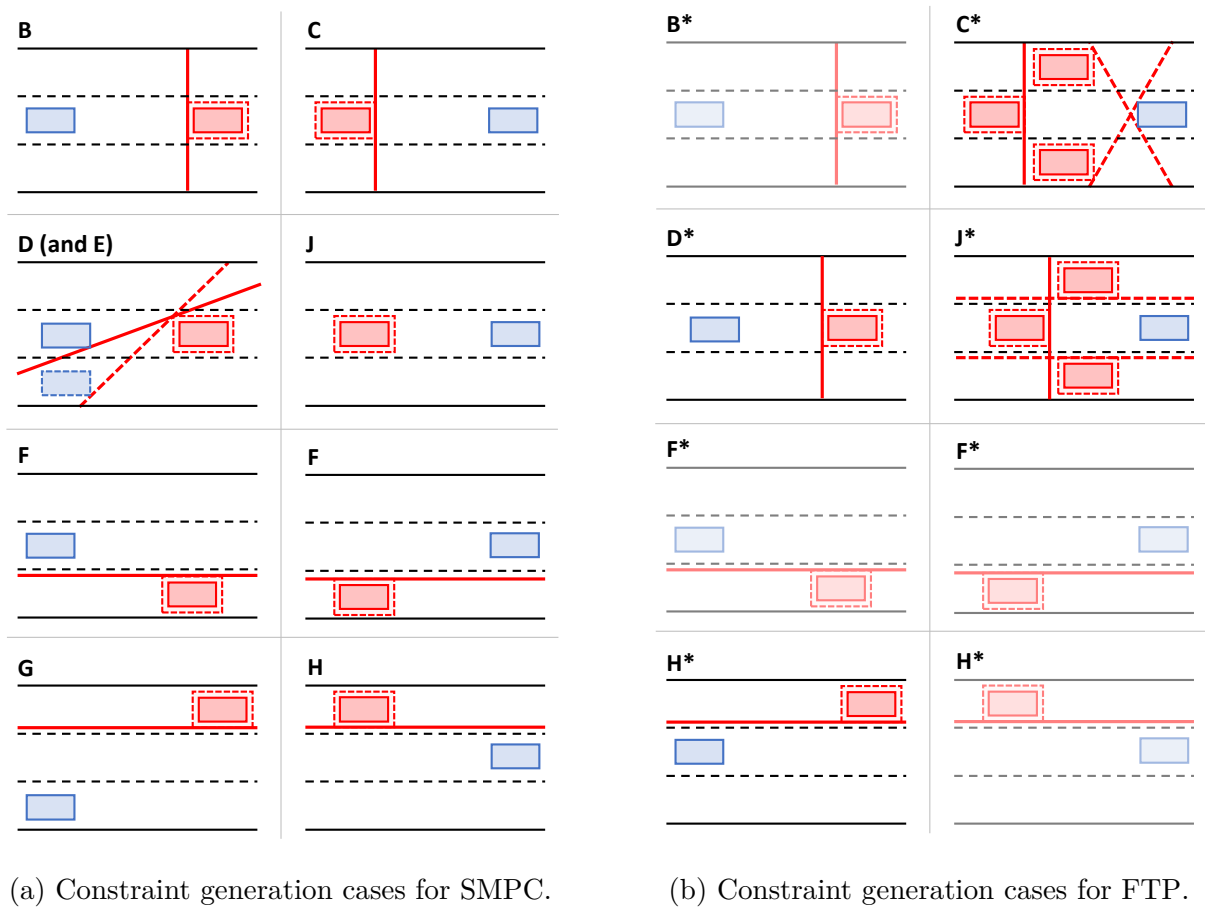 B
C
D (and E)
J
F
F
G
H
(a) Constraint generation cases for SMPC.
B*
C*
D*
J*
F*
F*
H*
H*
(b) Constraint generation cases for FTP.